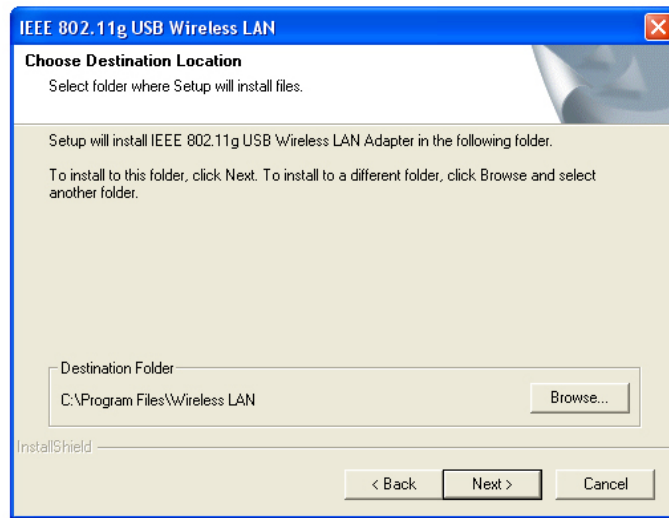 IEEE 802.11g USB Wireless LAN
Choose Destination Location
Select folder where Setup will install files.
Setup will install IEEE 802.11g USB Wireless LAN Adapter in the following folder.
To install to this folder, click Next. To install to a different folder, click Browse and select
another folder.
Destination Folder
C:\Program Files\Wireless LAN
Browse...
InstallShield
< Back
Next >
Cancel